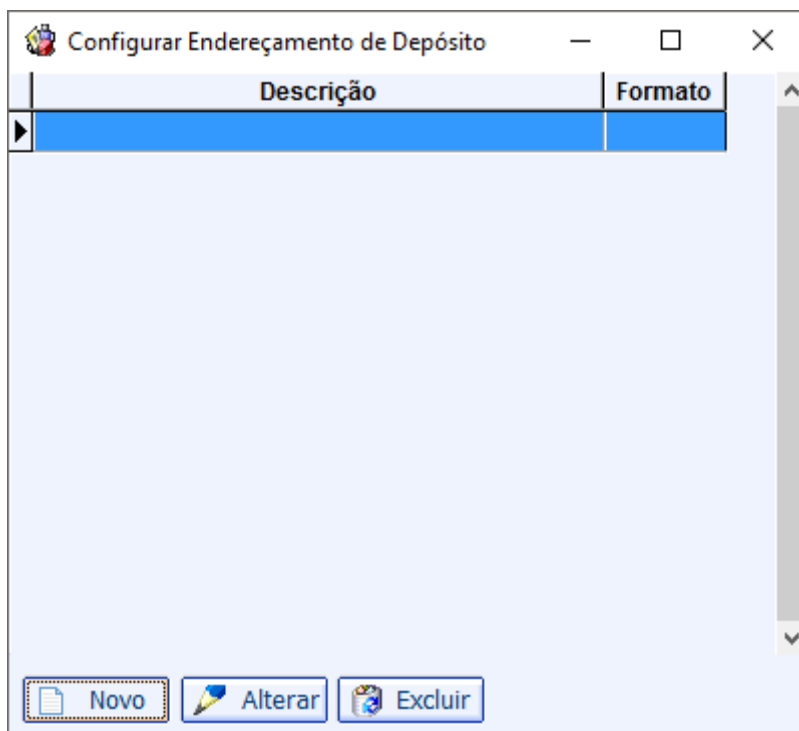 Configurar Endereçamento de Depósito
Descrição Formato
Novo Alterar Excluir